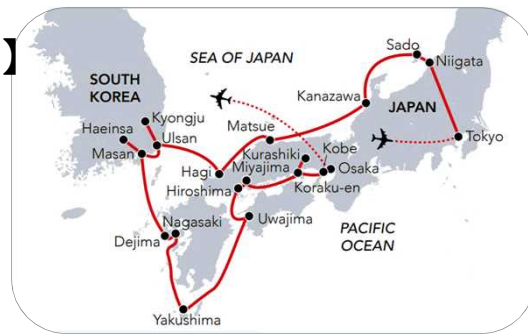 】
Sado
Niigata
SEA OF JAPAN
SOUTH
KOREA
Kanazawa
JAPAN
Kyongju
Haeinsa
Ulsan
Masan
Matsue
Tokyo
Kurashiki
Kobe
Miyajima
Osaka
Hagi
Hiroshima
Koraku-en
Nagasaki
Uwajima
Dejima
PACIFIC
OCEAN
Yakushima